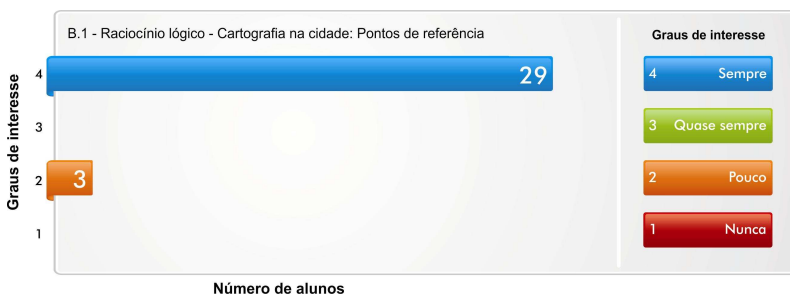 B.1 - Raciocínio lógico - Cartografia na cidade: Pontos de referência
Graus de interesse
4
3
2
1
29
3
Número de alunos
Graus de interesse
4 Sempre
3 Quase sempre
2 Pouco
1 Nunca